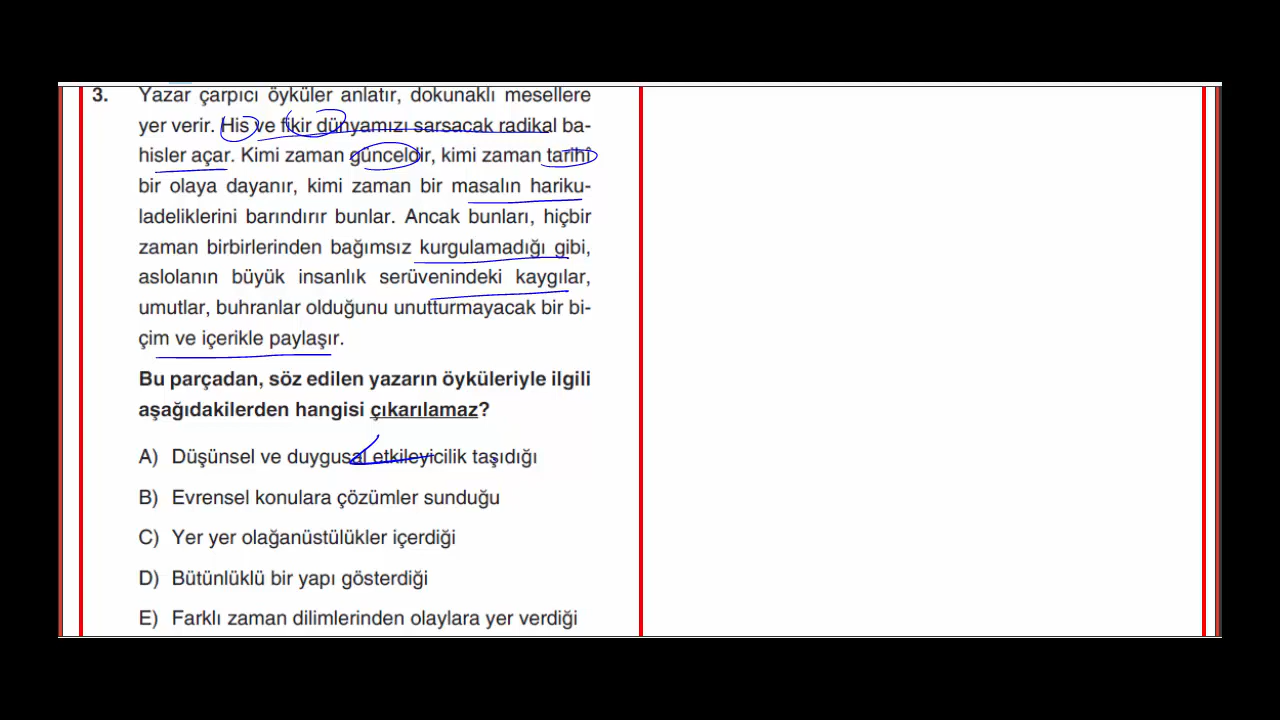 3. Yazar çarpıcı öyküler anlatır, dokunaklı mesellere
yer verir. His ve fikir dünyamızı sarsacak radikal ba-
hisler açar. Kimi zaman günceldir, kimi zaman tarihî
bir olaya dayanır, kimi zaman bir masalın hariku-
ladeliklerini barındırır bunlar. Ancak bunları, hiçbir
zaman birbirlerinden bağımsız kurgulamadığı gibi,
aslolanın büyük insanlık serüvenindeki kaygılar,
umutlar, buhranlar olduğunu unutturmayacak bir bi-
çim ve içerikle paylaşır.
Bu parçadan, söz edilen yazarın öyküleriyle ilgili
aşağıdakilerden hangisi çıkarılamaz?
A) Düşünsel ve duygusal etkileyicilik taşıdığı
B) Evrensel konulara çözümler sunduğu
C) Yer yer olağanüstülükler içerdiği
D) Bütünlüklü bir yapı gösterdiği
E) Farklı zaman dilimlerinden olaylara yer verdiği